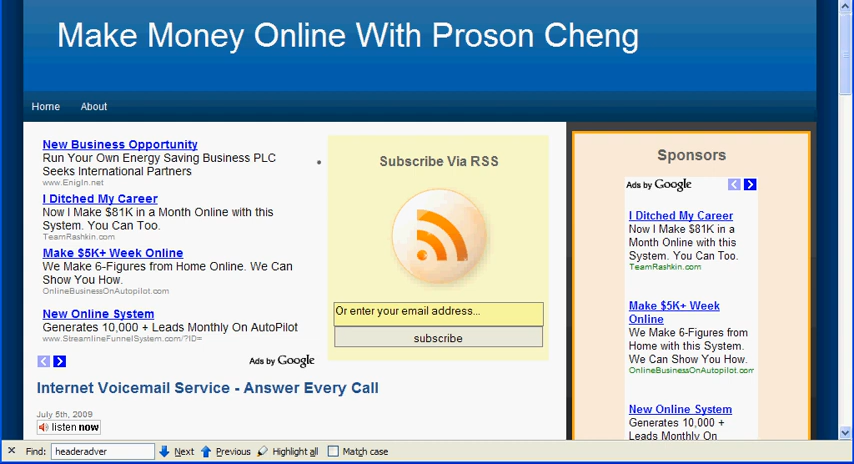 Make Money Online With Proson Cheng
Home About
New Business Opportunity
Run Your Own Energy Saving Business PLC
Seeks International Partners
www.EnigIn.net
I Ditched My Career
Now I Make $81K in a Month Online with this
System. You Can Too.
TeamRashkin.com
Make $5K+ Week Online
We Make 6-Figures from Home Online. We Can
Show You How.
OnlineBusinessOnAutopilot.com
New Online System
Generates 10,000 + Leads Monthly On AutoPilot
www.StreamlineFunnelSystem.com/?ID=
Ads by Google
Subscribe Via RSS
Or enter your email address...
subscribe
Internet Voicemail Service - Answer Every Call
July 5th, 2009
listen now
Sponsors
Ads by Google
I Ditched My Career
Now I Make $81K in a
Month Online with this
System. You Can Too.
TeamRashkin.com
Make $5K+ Week
Online
We Make 6-Figures from
Home with this System.
We Can Show You How.
OnlineBusinessOnAutopilot.com
New Online System
Generates 10,000 +
Leads Monthly On
Find: headeradver Next Previous Highlight all Match case